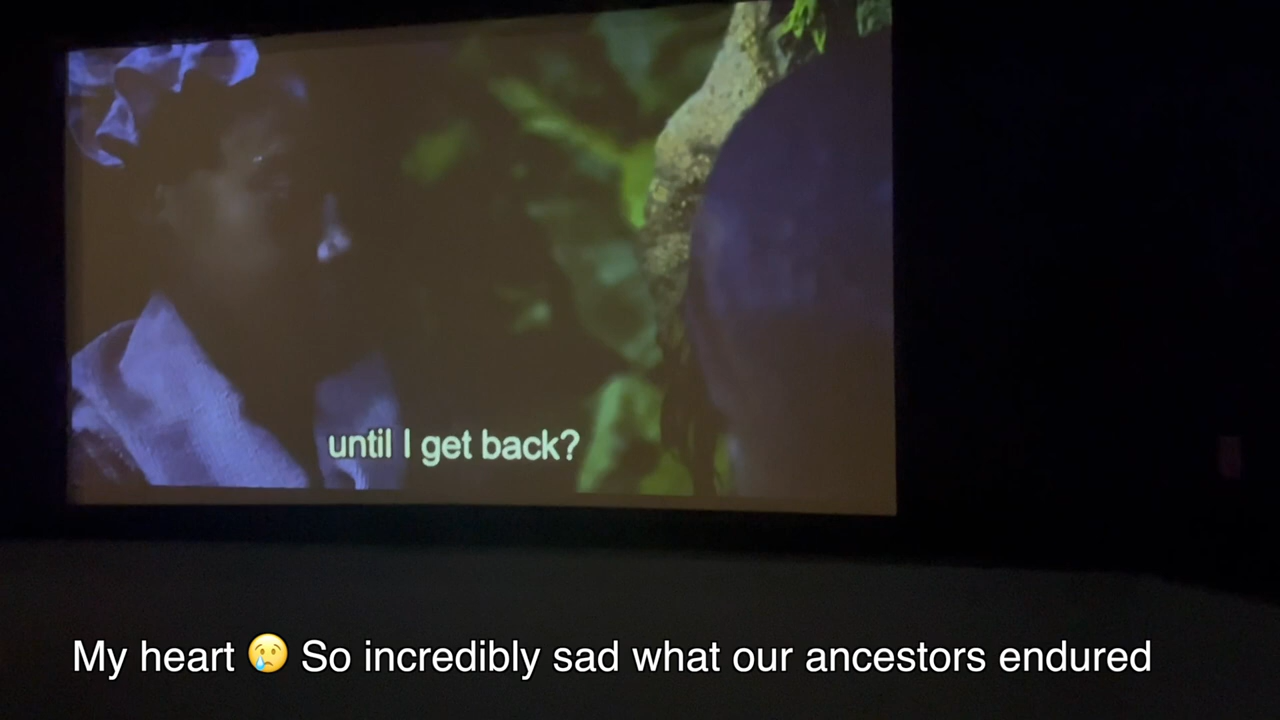 until I get back?
My heart 😢 So incredibly sad what our ancestors endured